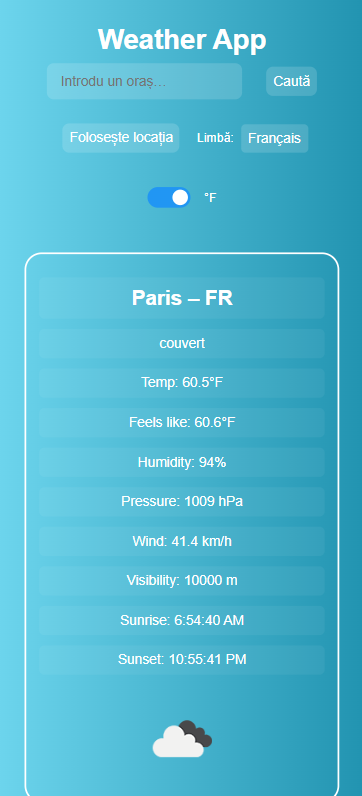 Weather App
Introdu un oraș...
Caută
Folosește locația
Limbă:
Français
°F
Paris – FR
couvert
Temp: 60.5°F
Feels like: 60.6°F
Humidity: 94%
Pressure: 1009 hPa
Wind: 41.4 km/h
Visibility: 10000 m
Sunrise: 6:54:40 AM
Sunset: 10:55:41 PM